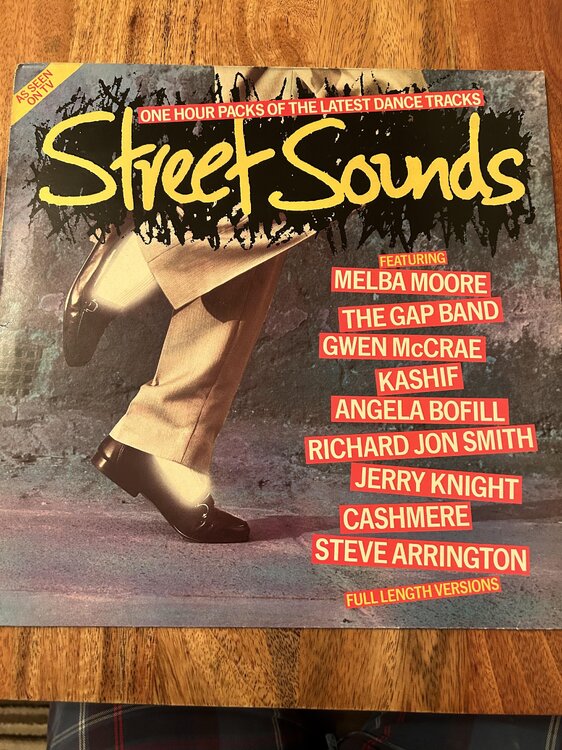 AS SEEN
ON TV
ONE HOUR PACKS OF THE LATEST DANCE TRACKS
Street Sounds
FEATURING
MELBA MOORE
THE GAP BAND
GWEN McCRAE
KASHIF
ANGELA BOFILL
RICHARD JON SMITH
JERRY KNIGHT
CASHMERE
STEVE ARRINGTON
FULL LENGTH VERSIONS